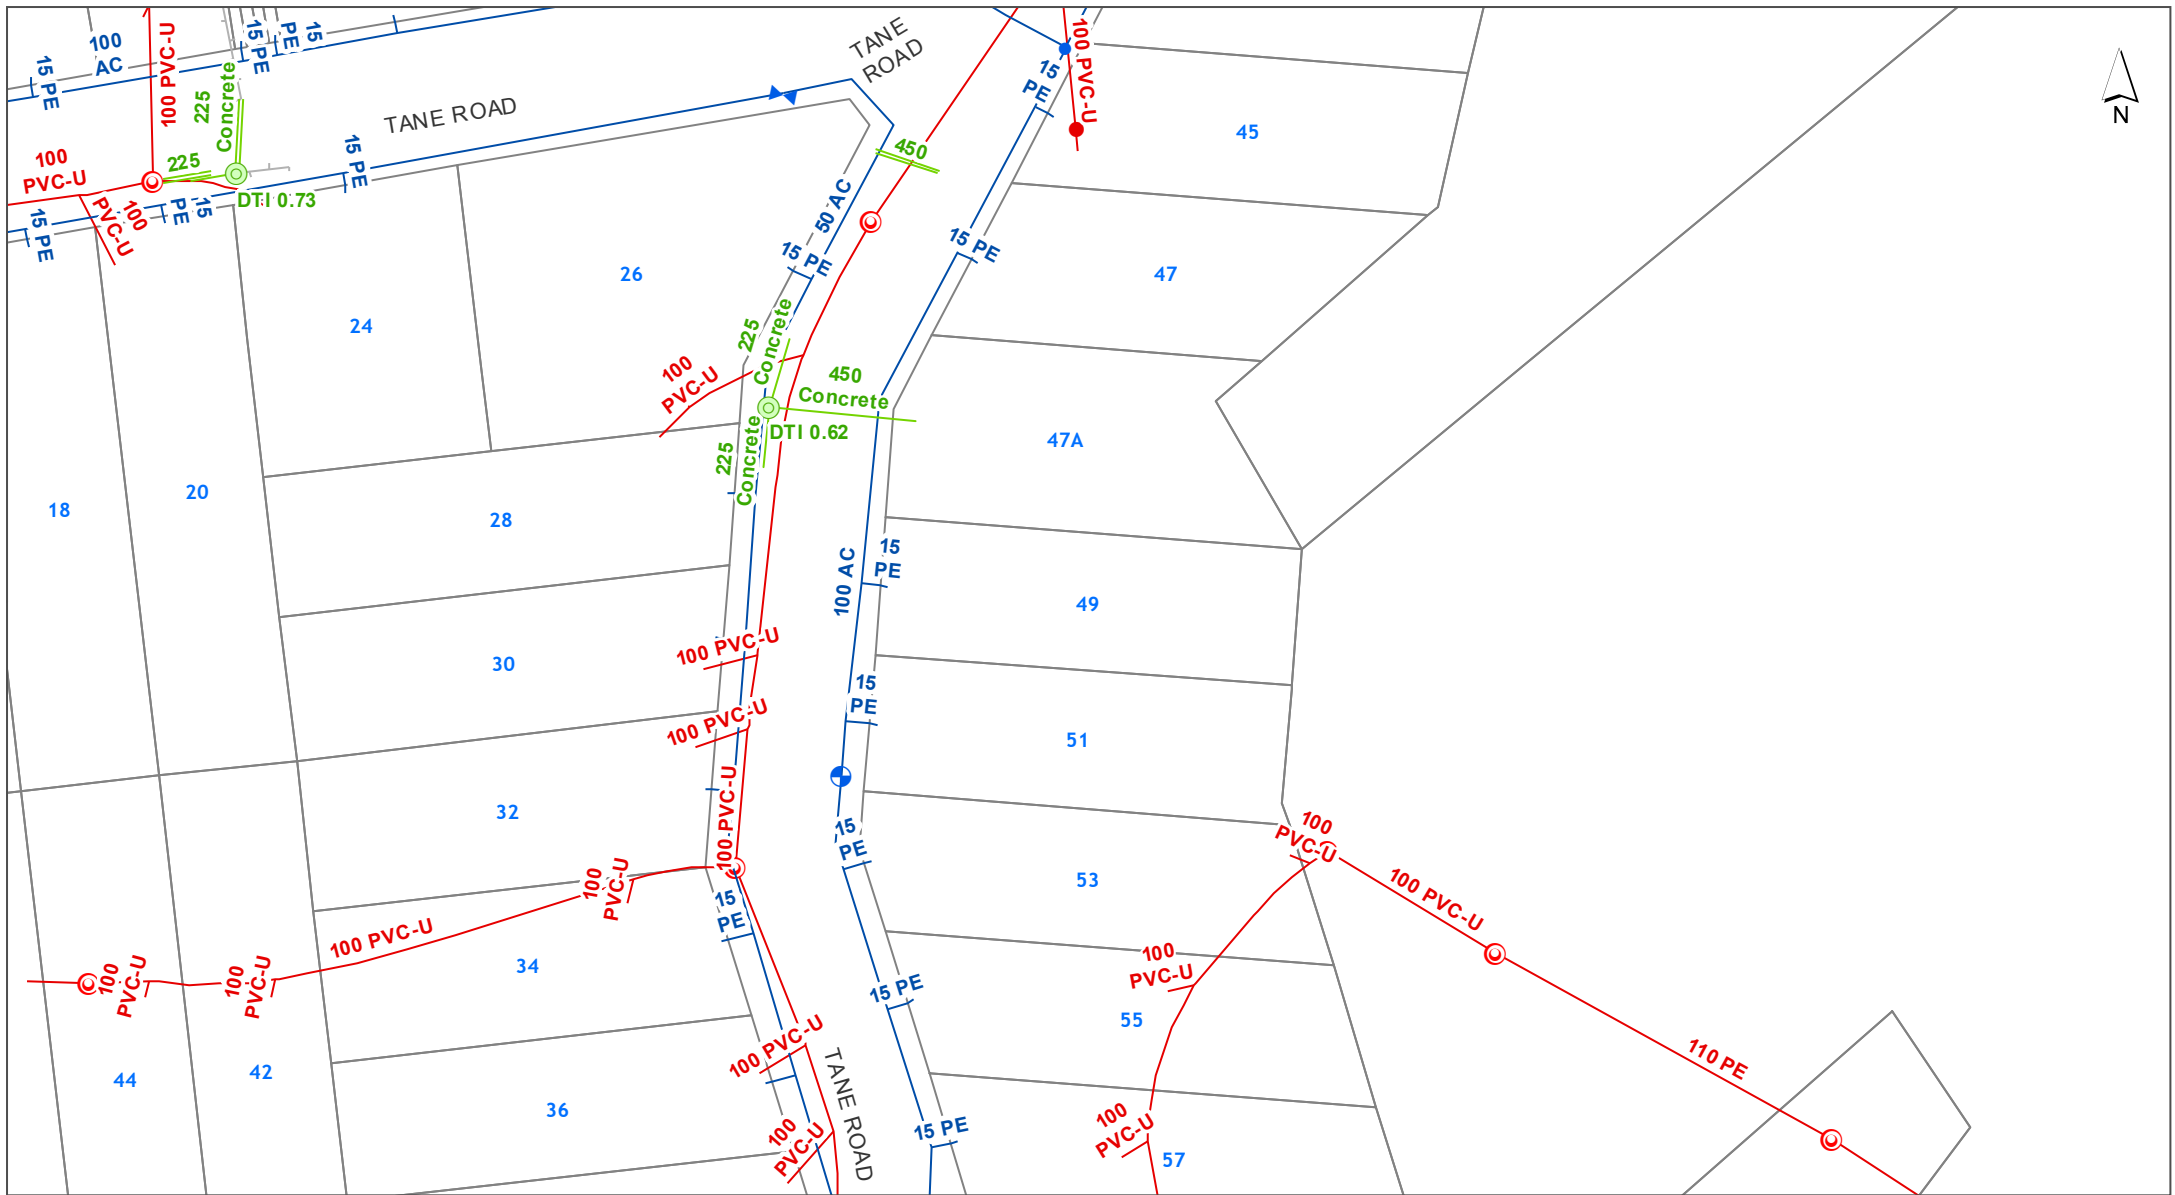 100
AC
15 PE
100 PVC-U
225
Concrete
15 PE
PE
15
TANE
ROAD
TANE ROAD
15
PE
100 PVC-U
45
N
100
PVC-U
225
15 PE
DTI 0.73
450
15 PE
PVC-U
100
PE
15
50 AC
15 PE
15 PE
26
47
24
225
Concrete
100
PVC-U
450
Concrete
DTI 0.62
47A
225
Concrete
18
20
28
100 AC
15
PE
49
30
100 PVC-U
15
PE
100 PVC-U
51
32
100 PVC-U
15
PE
100
PVC-U
53
100
PVC-U
15
PE
100 PVC-U
100 PVC-U
34
100
PVC-U
100
PVC-U
15 PE
100
PVC-U
55
100 PVC-U
TANE ROAD
110 PE
44
42
36
100
PVC-U
15 PE
100
PVC-U
57